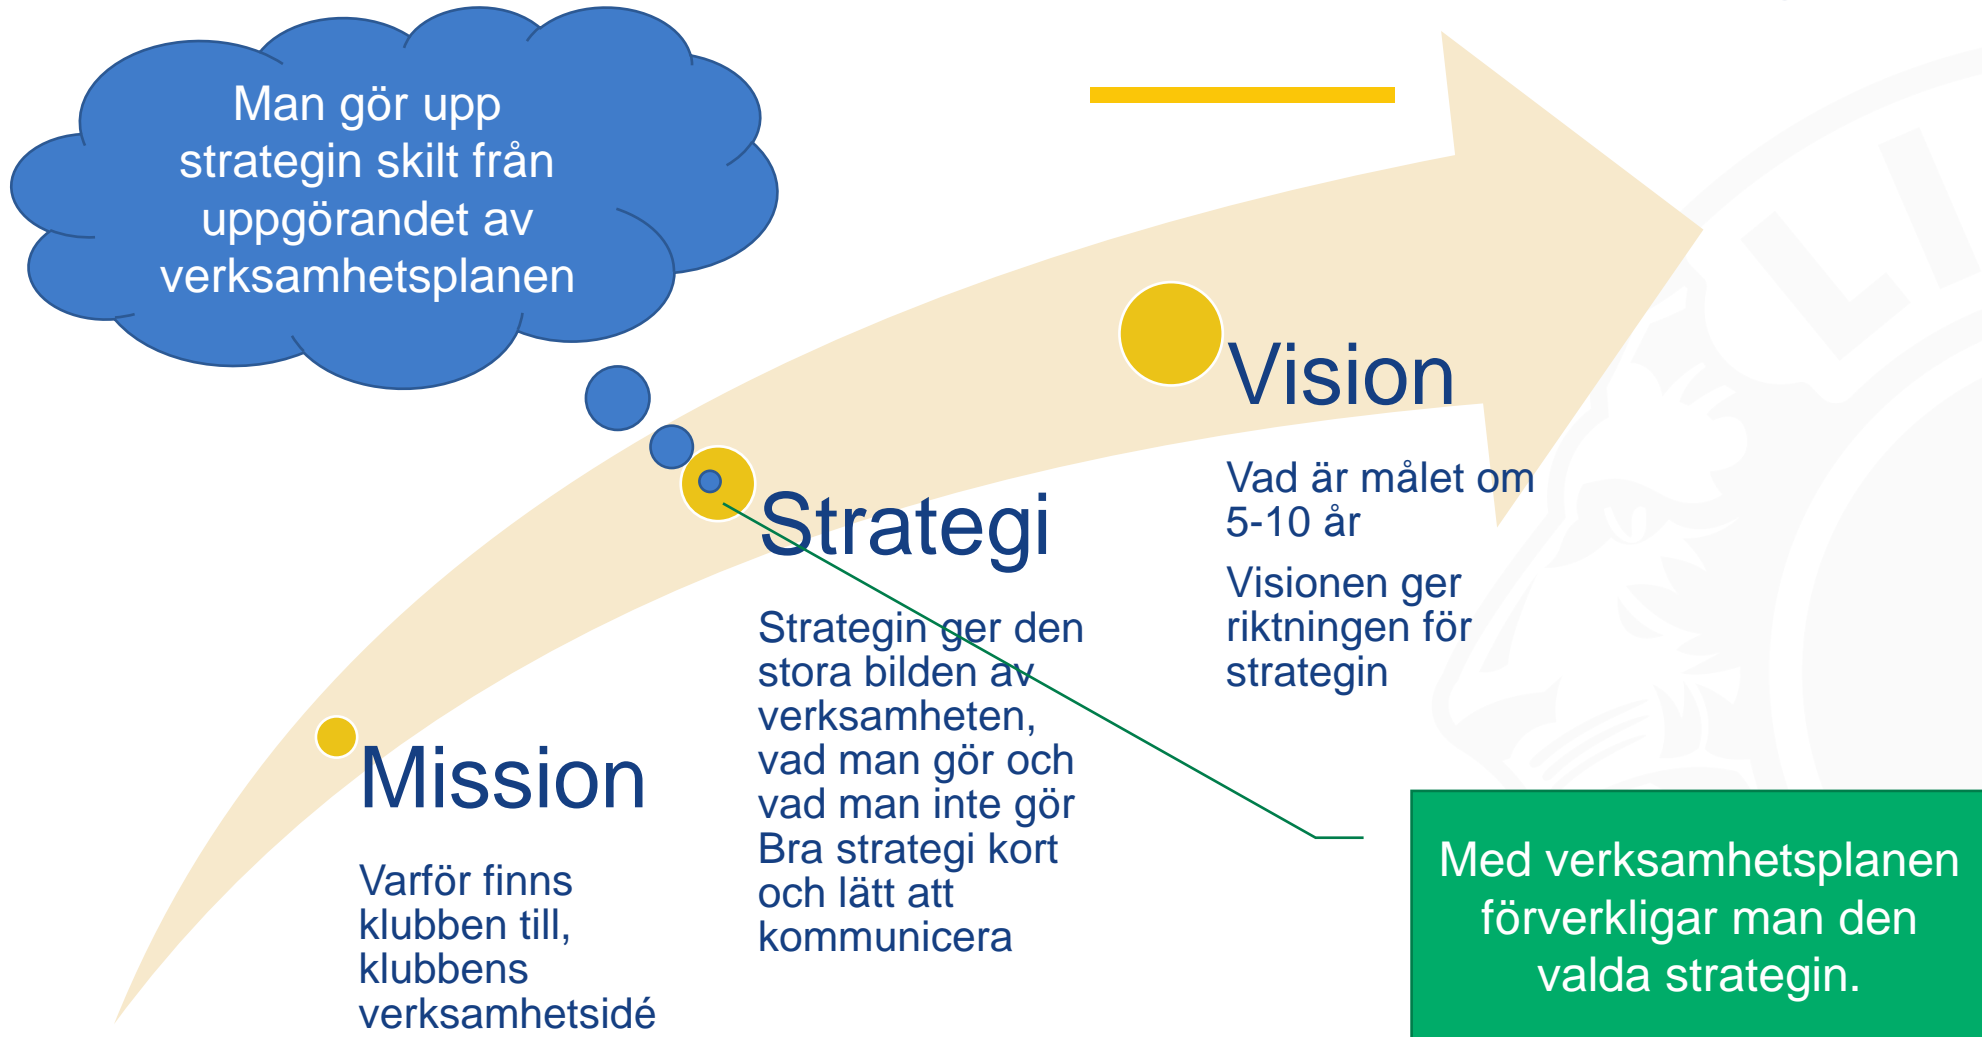 Man gör upp
strategin skilt från
uppgörandet av
verksamhetsplanen
Vision
Vad är målet om
5-10 år
Visionen ger
riktningen för
strategin
Strategi
Strategin ger den
stora bilden av
verksamheten,
vad man gör och
vad man inte gör
Bra strategi kort
och lätt att
kommunicera
Mission
Varför finns
klubben till,
klubbens
verksamhetsidé
Med verksamhetsplanen
förverkligar man den
valda strategin.
LI